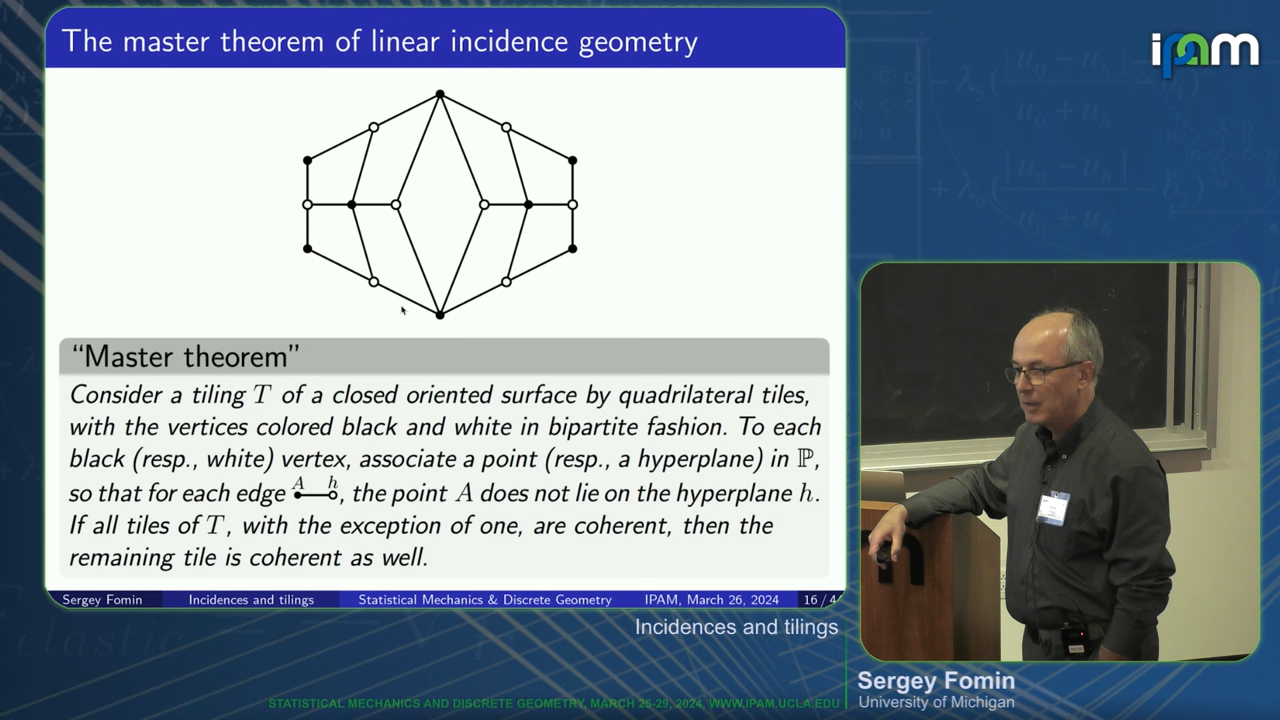 The master theorem of linear incidence geometry
ipam
“Master theorem”
Consider a tiling T of a closed oriented surface by quadrilateral tiles,
with the vertices colored black and white in bipartite fashion. To each
black (resp., white) vertex, associate a point (resp., a hyperplane) in ℙ,
so that for each edge A h, the point A does not lie on the hyperplane h.
If all tiles of T, with the exception of one, are coherent, then the
remaining tile is coherent as well.
Sergey Fomin Incidences and tilings Statistical Mechanics & Discrete Geometry IPAM, March 26, 2024 16 / 4
Incidences and tilings
Sergey Fomin
University of Michigan
STATISTICAL MECHANICS AND DISCRETE GEOMETRY, MARCH 25-29, 2024, WWW.IPAM.UCLA.EDU